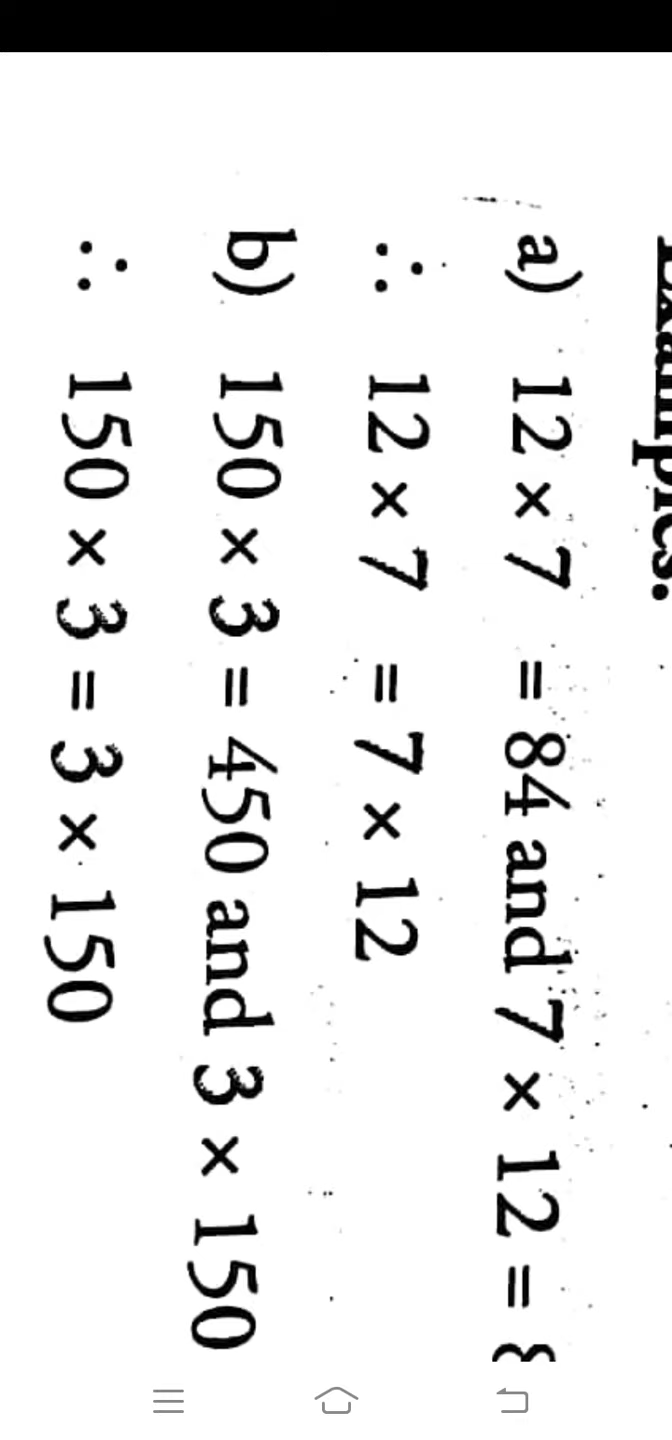 Examples.
a) 12 × 7 = 84 and 7 × 12 =
∴ 12 × 7 = 7 × 12
b) 150 × 3 = 450 and 3 × 150
∴ 150 × 3 = 3 × 150